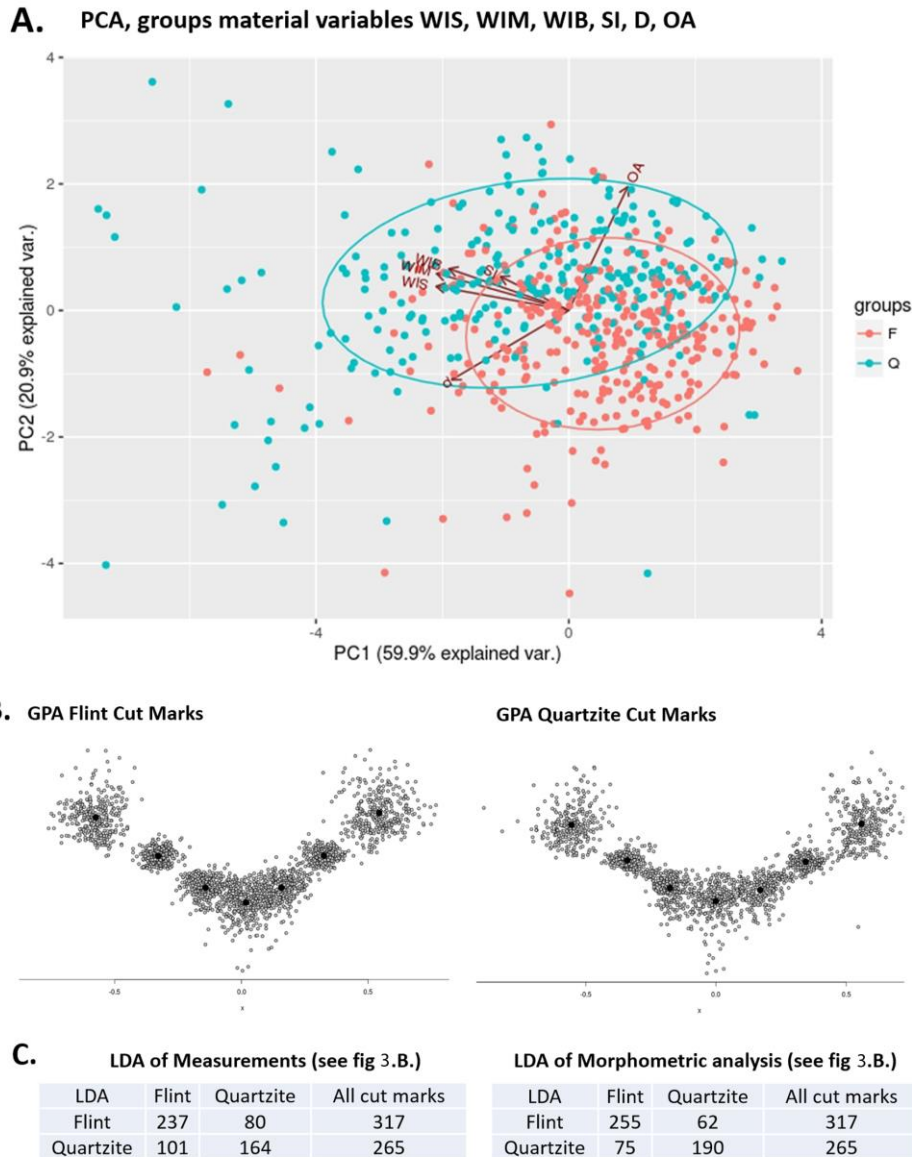 A. PCA, groups material variables WIS, WIM, WIB, SI, D, OA
4
2
0
-2
-4
PC2 (20.9% explained var.)
OA
WIB
WIM
SI
WIS
-4
0
4
PC1 (59.9% explained var.)
groups
F
Q
GPA Flint Cut Marks
GPA Quartzite Cut Marks
-0.5
0.0
0.5
x
-0.5
0.0
0.5
x
C.
LDA of Measurements (see fig 3.B.)
LDA Flint Quartzite All cut marks
Flint 237 80 317
Quartzite 101 164 265
LDA of Morphometric analysis (see fig 3.B.)
LDA Flint Quartzite All cut marks
Flint 255 62 317
Quartzite 75 190 265